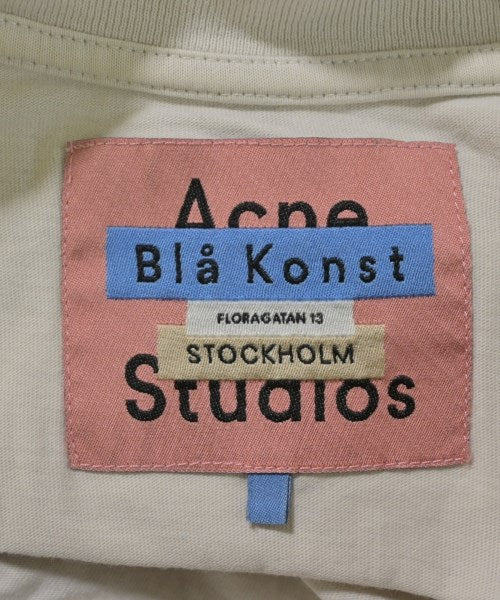 Acne
Blå Konst
FLORAGATAN 13
STOCKHOLM
Studios